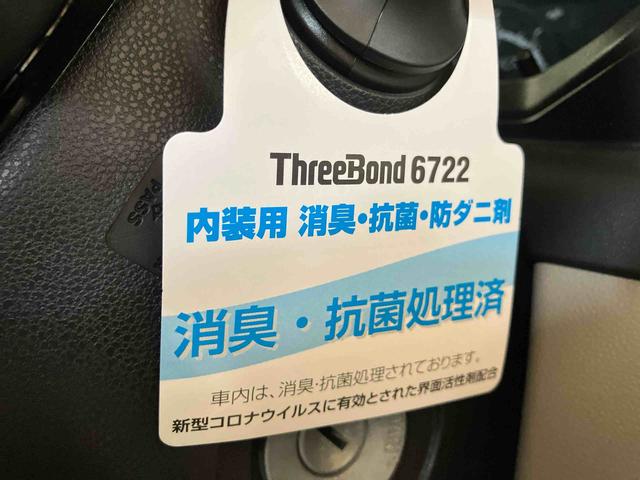 ThreeBond 6722
内装用 消臭・抗菌・防ダニ剤
消臭・抗菌処理済
車内は、消臭・抗菌処理されております。
新型コロナウイルスに有効とされた界面活性剤配合
PASS